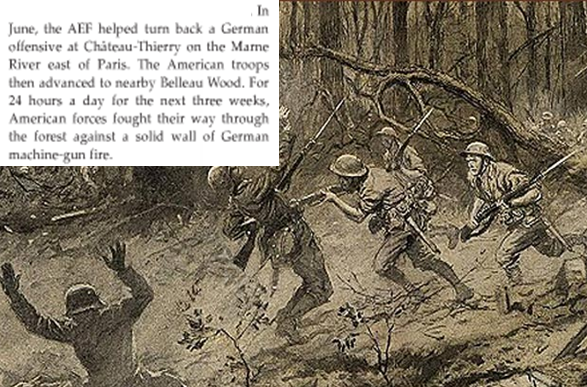 In
June, the AEF helped turn back a German
offensive at Château-Thierry on the Marne
River east of Paris. The American troops
then advanced to nearby Belleau Wood. For
24 hours a day for the next three weeks,
American forces fought their way through
the forest against a solid wall of German
machine-gun fire.